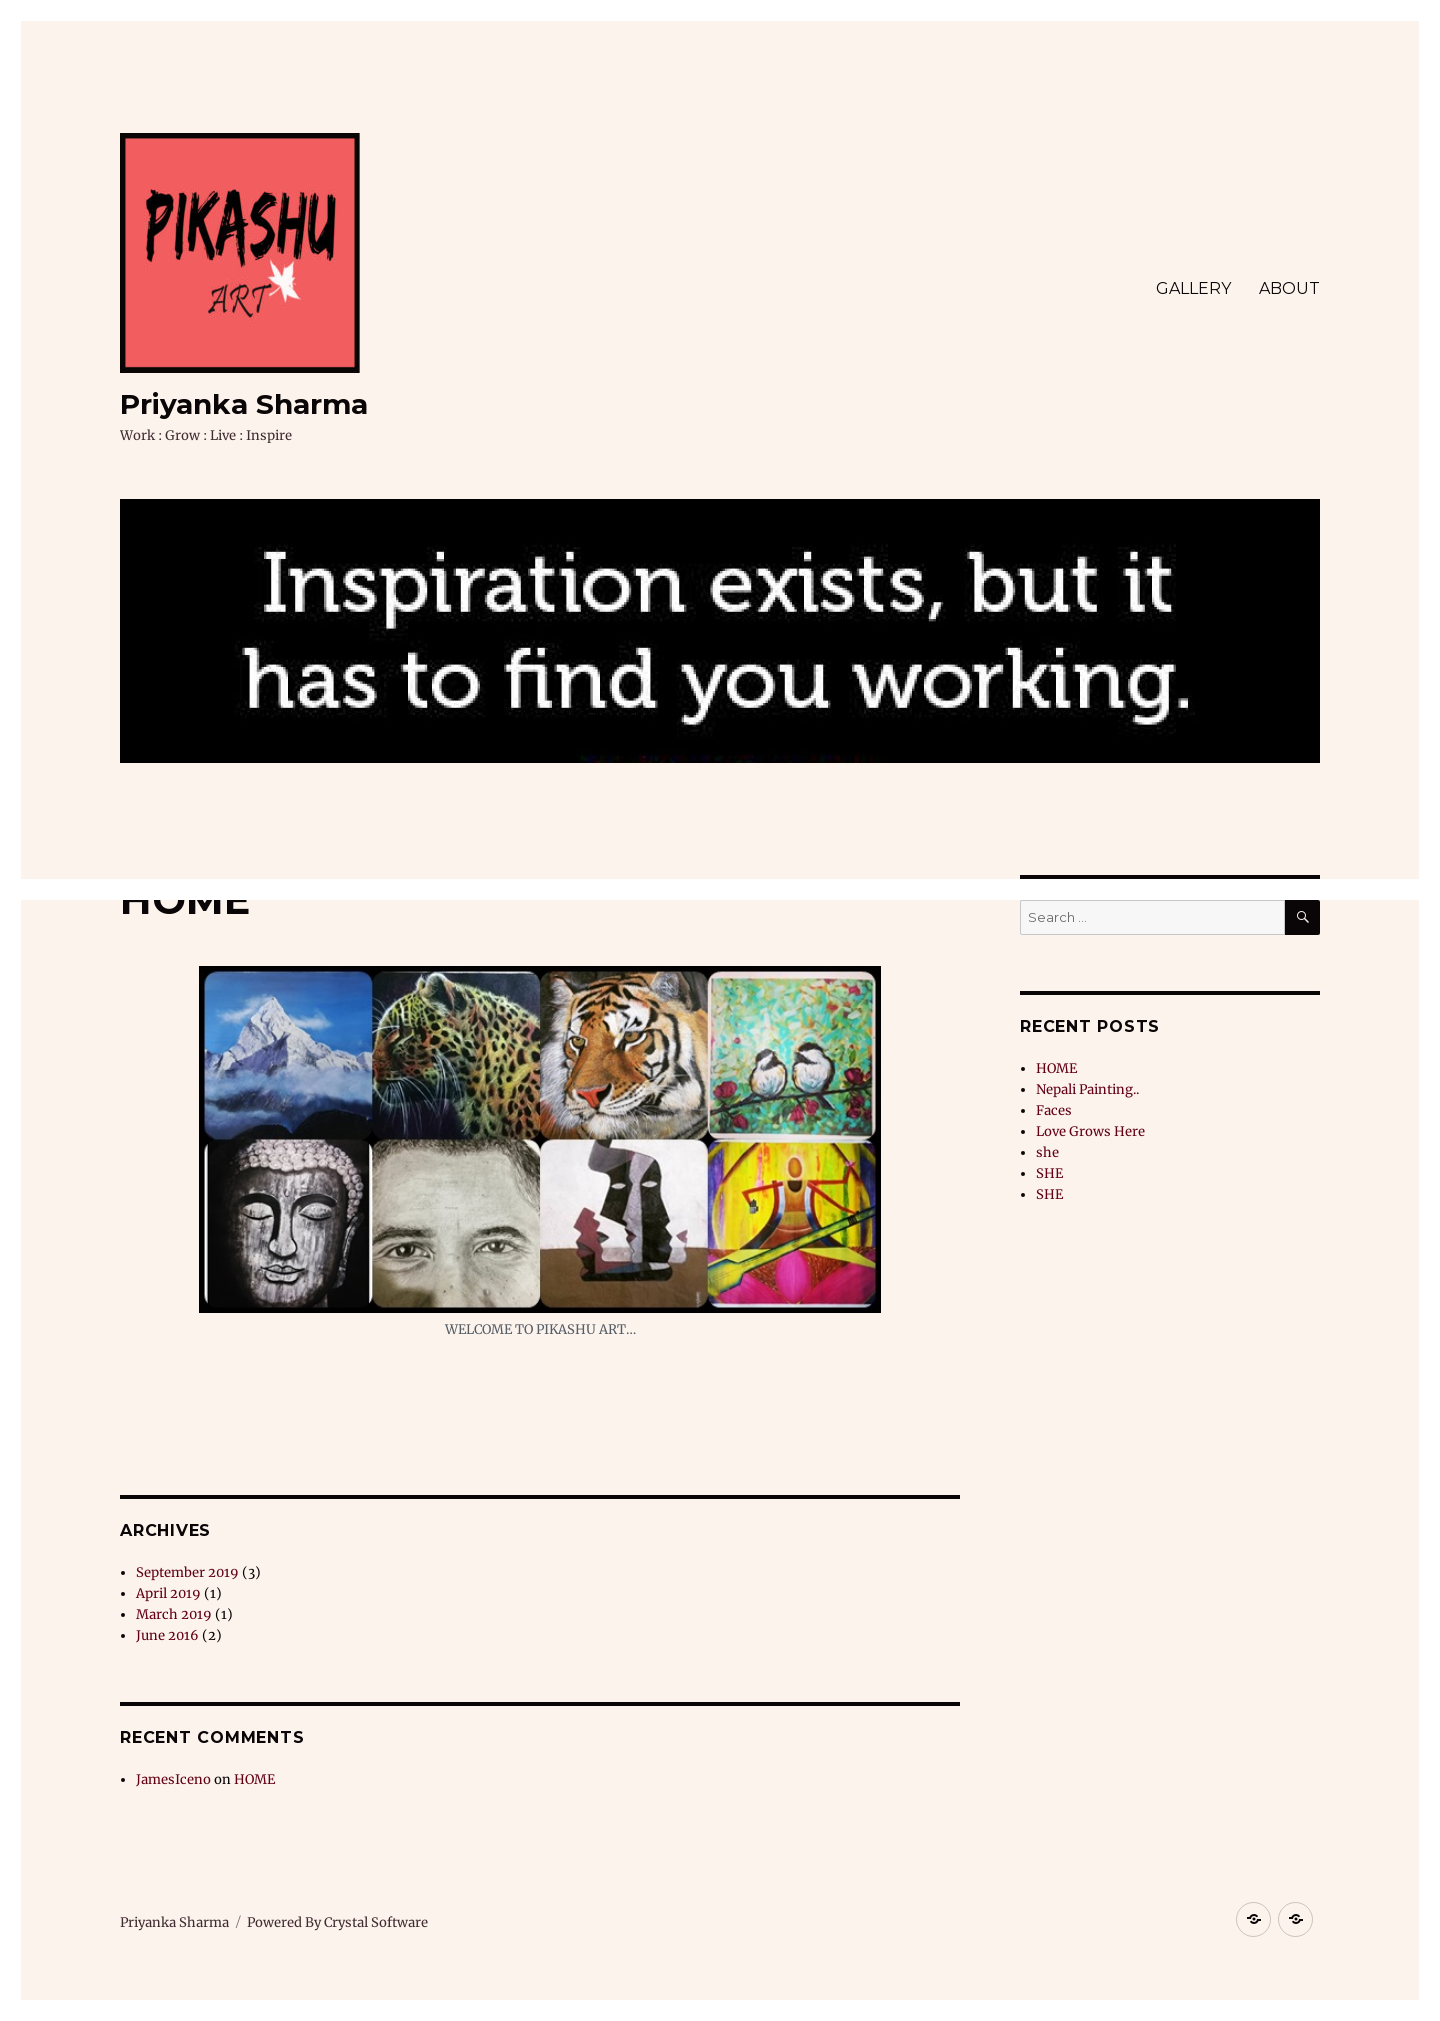 PIKASHU
ART
GALLERY ABOUT
Priyanka Sharma
Work : Grow : Live : Inspire
Inspiration exists, but it
has to find you working.
HOME
Search ...
RECENT POSTS
HOME
Nepali Painting..
Faces
Love Grows Here
she
SHE
SHE
WELCOME TO PIKASHU ART…
ARCHIVES
September 2019 (3)
April 2019 (1)
March 2019 (1)
June 2016 (2)
RECENT COMMENTS
JamesIceno on HOME
Priyanka Sharma / Powered By Crystal Software